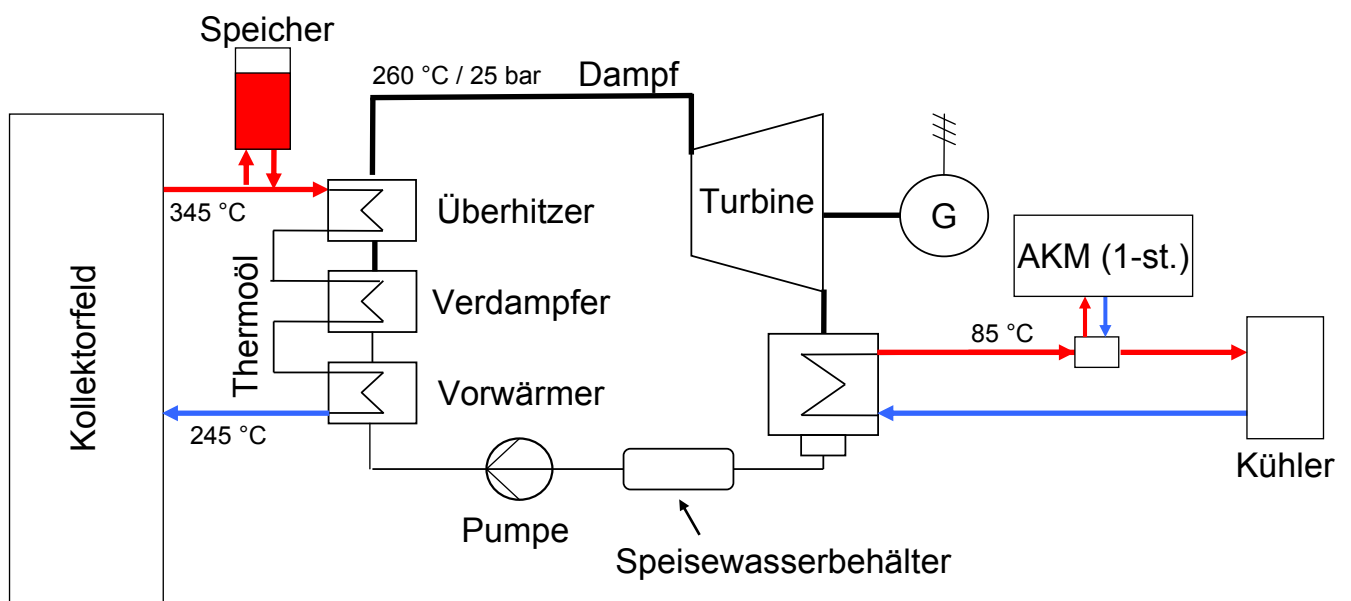 Speicher
260 °C / 25 bar
Dampf
345 °C
Überhitzer
Turbine
G
AKM (1-st.)
Kollektorfeld
Thermoöl
Verdampfer
85 °C
Vorwärmer
245 °C
Kühler
Pumpe
Speisewasserbehälter